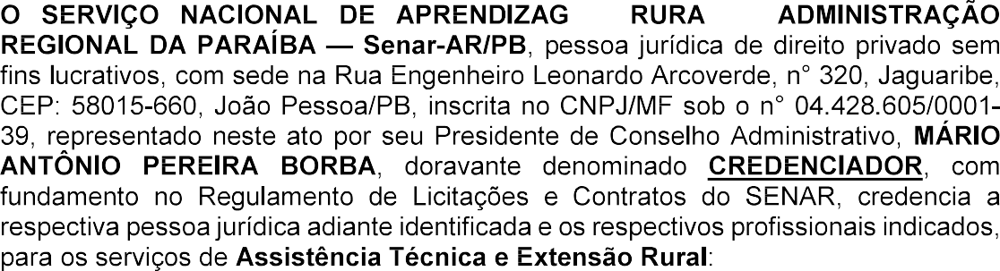 O SERVIÇO NACIONAL DE APRENDIZAG RURA ADMINISTRAÇÃO
REGIONAL DA PARAÍBA — Senar-AR/PB, pessoa jurídica de direito privado sem
fins lucrativos, com sede na Rua Engenheiro Leonardo Arcoverde, n° 320, Jaguaribe,
CEP: 58015-660, João Pessoa/PB, inscrita no CNPJ/MF sob o n° 04.428.605/0001-
39, representado neste ato por seu Presidente de Conselho Administrativo, MÁRIO
ANTÔNIO PEREIRA BORBA, doravante denominado CREDENCIADOR, com
fundamento no Regulamento de Licitações e Contratos do SENAR, credencia a
respectiva pessoa jurídica adiante identificada e os respectivos profissionais indicados,
para os serviços de Assistência Técnica e Extensão Rural: